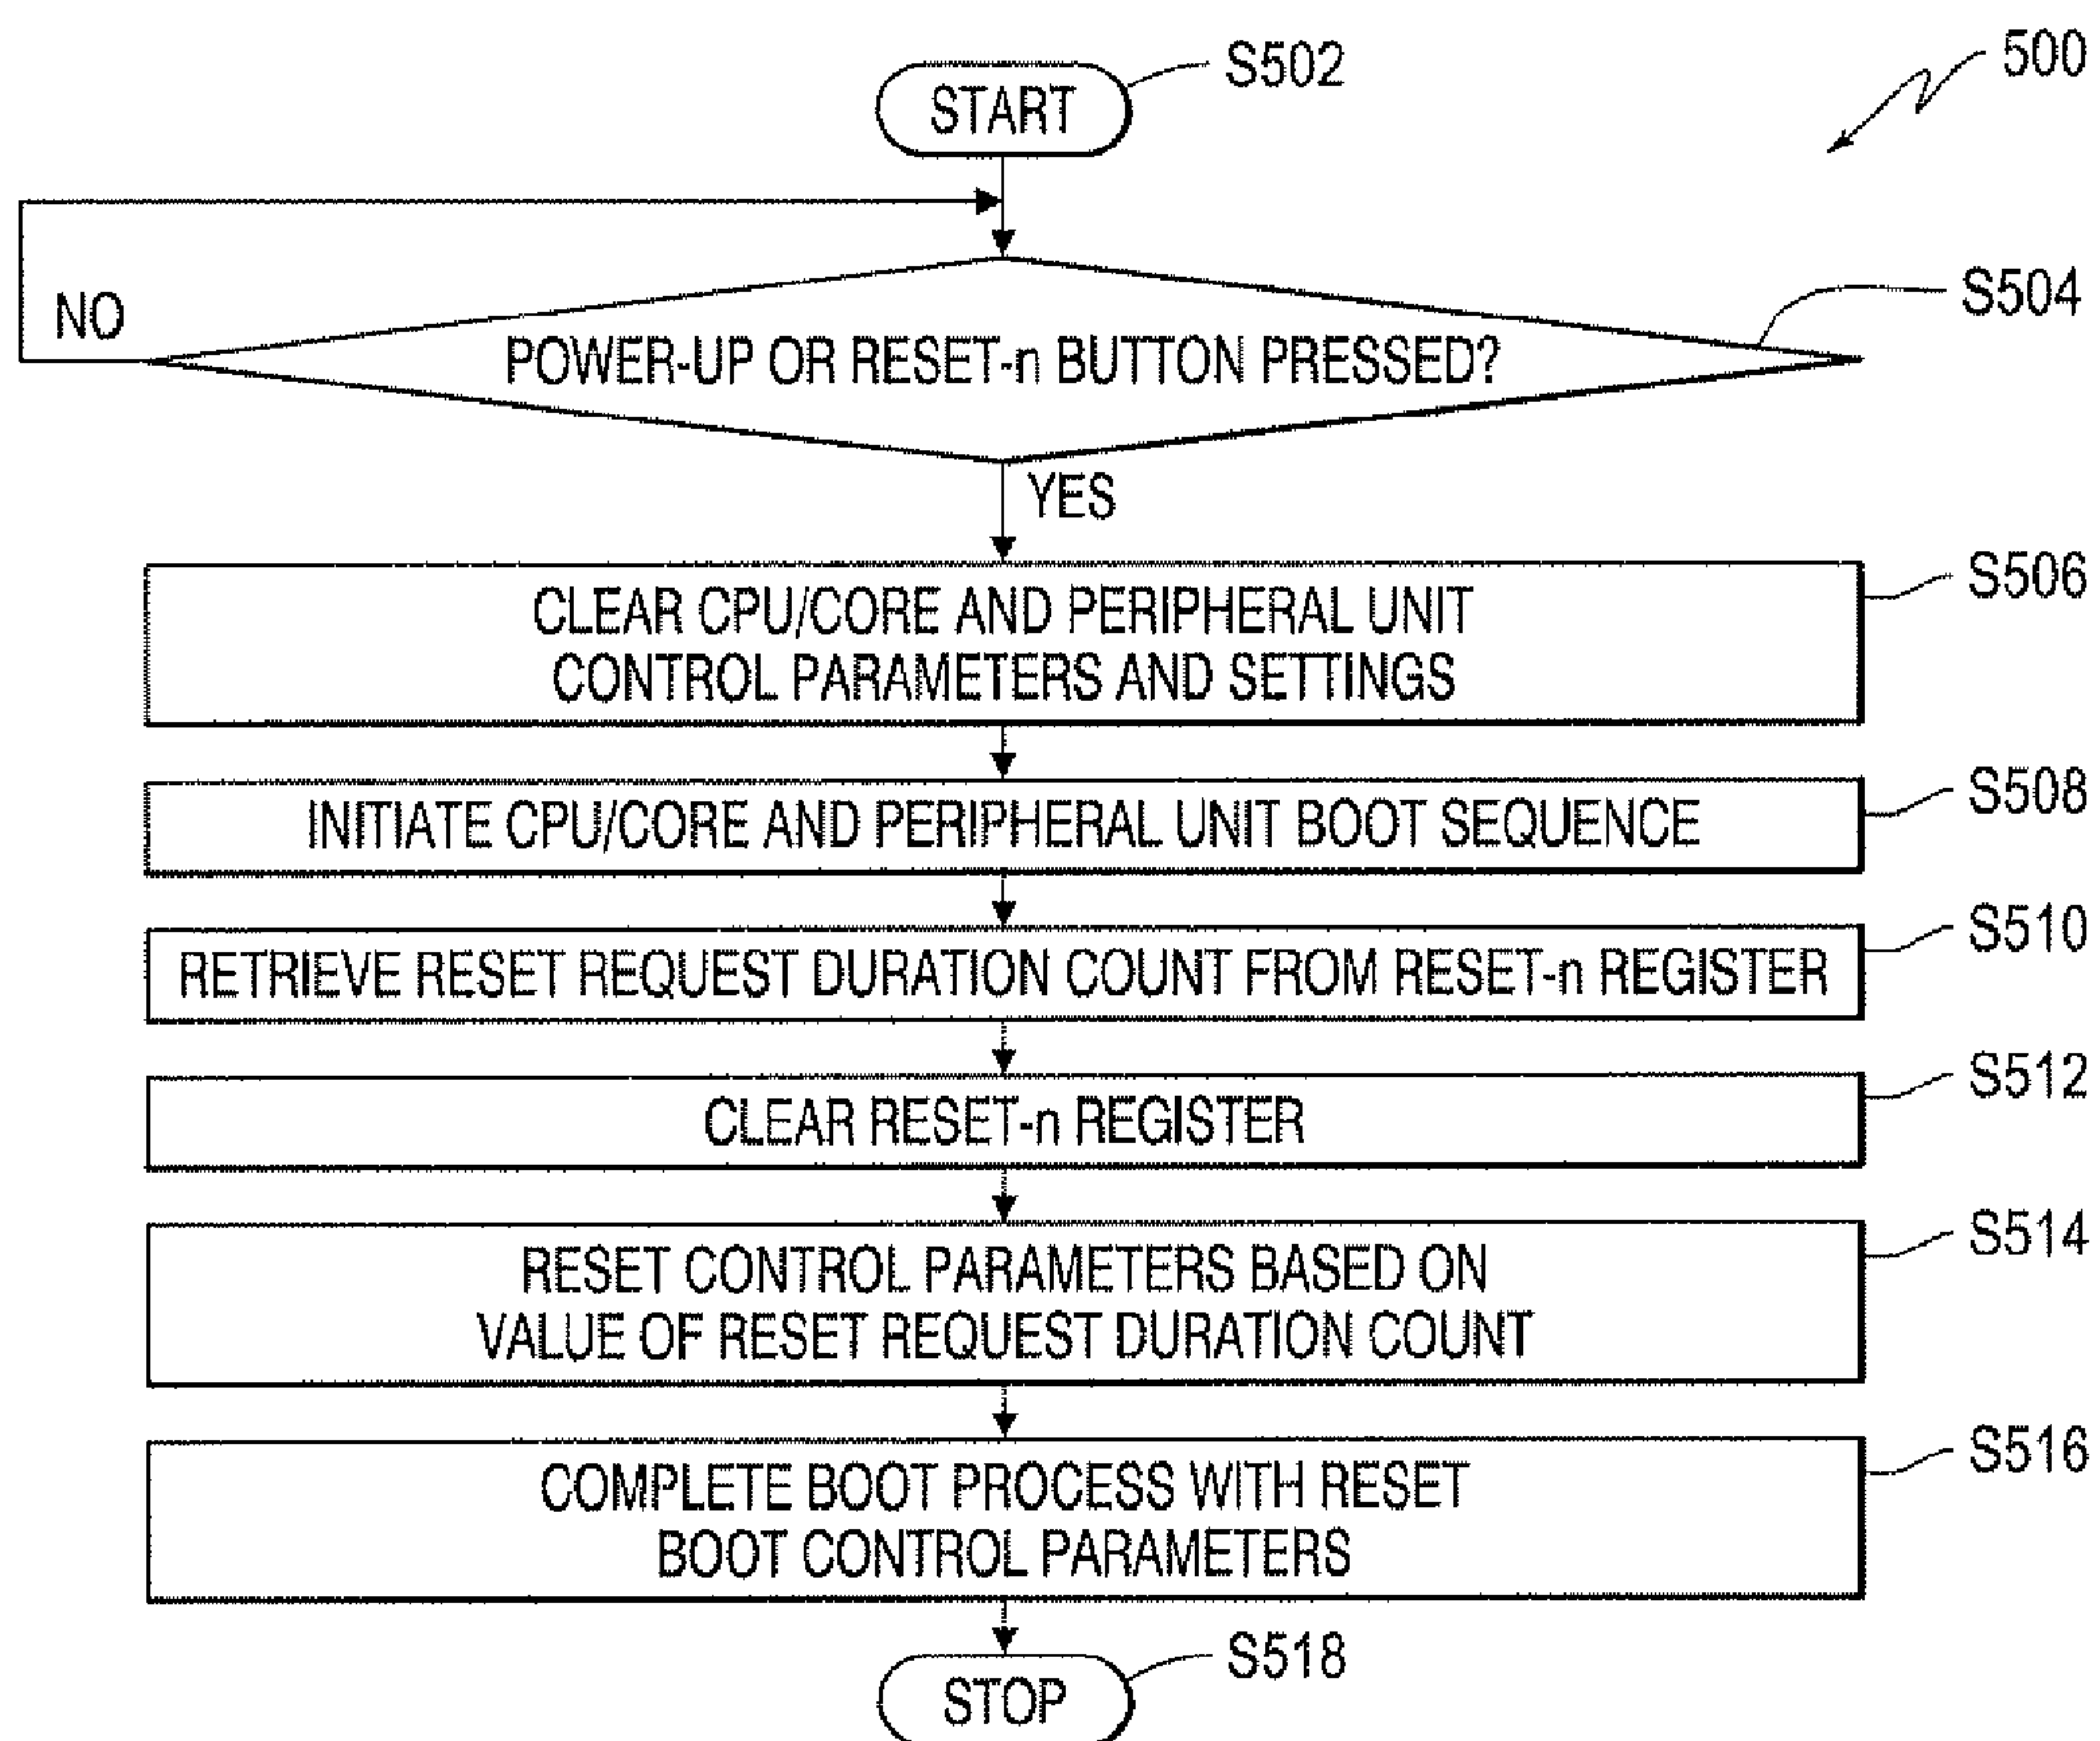 500
START
S502
NO
POWER-UP OR RESET-n BUTTON PRESSED?
S504
YES
CLEAR CPU/CORE AND PERIPHERAL UNIT
CONTROL PARAMETERS AND SETTINGS
S506
INITIATE CPU/CORE AND PERIPHERAL UNIT BOOT SEQUENCE
S508
RETRIEVE RESET REQUEST DURATION COUNT FROM RESET-n REGISTER
S510
CLEAR RESET-n REGISTER
S512
RESET CONTROL PARAMETERS BASED ON
VALUE OF RESET REQUEST DURATION COUNT
S514
COMPLETE BOOT PROCESS WITH RESET
BOOT CONTROL PARAMETERS
S516
STOP
S518